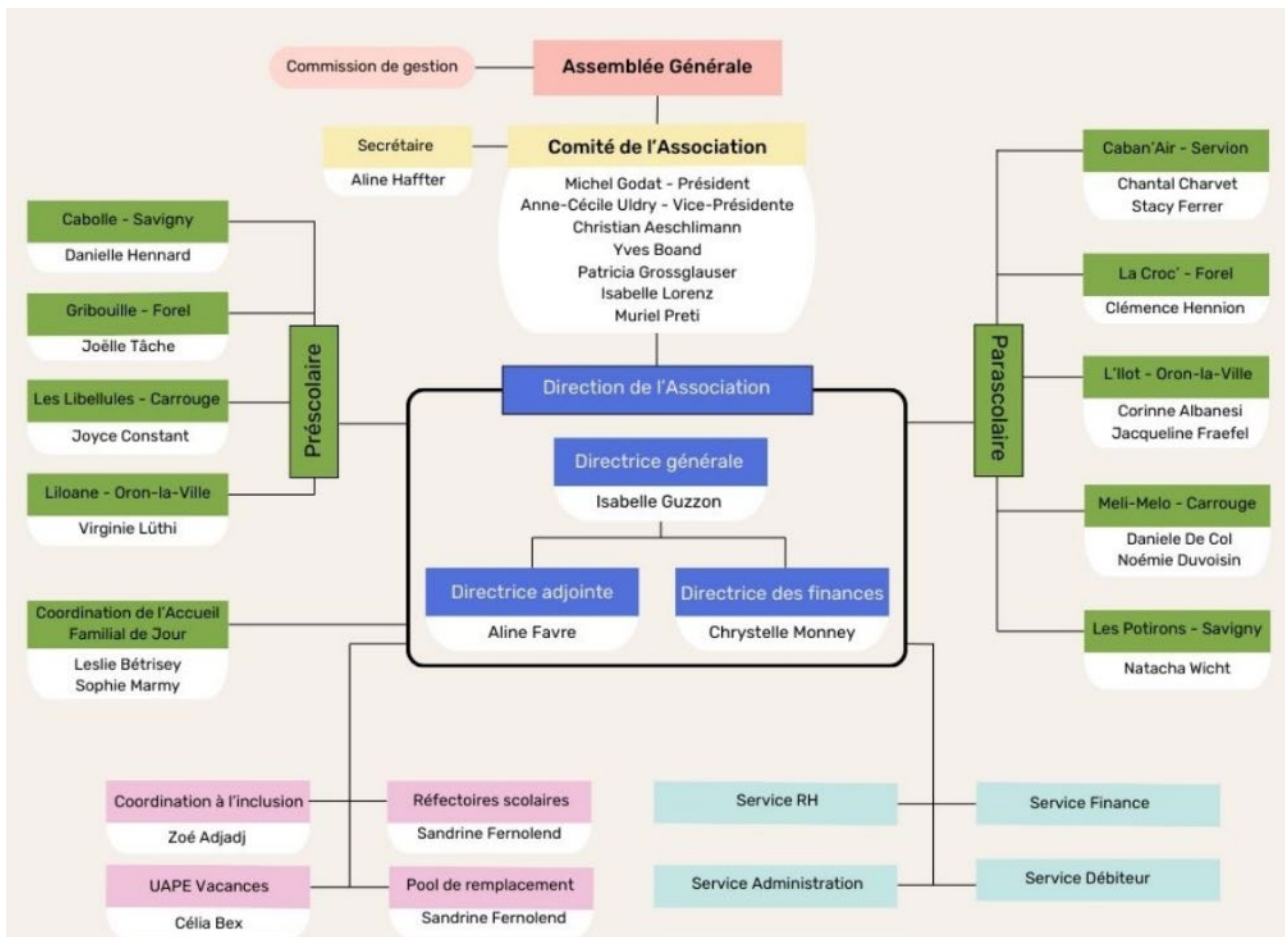 Commission de gestion
Assemblée Générale
Secrétaire
Aline Haffter
Comité de l'Association
Michel Godat - Président
Anne-Cécile Uldry - Vice-Présidente
Christian Aeschlimann
Yves Boand
Patricia Grossglauser
Isabelle Lorenz
Muriel Preti
Cabolle - Savigny
Danielle Hennard
Gribouille - Forel
Joëlle Tâche
Les Libellules - Carrouge
Joyce Constant
Liloane - Oron-la-Ville
Virginie Lüthi
Préscolaire
Coordination de l'Accueil
Familial de Jour
Leslie Bétrisey
Sophie Marmy
Direction de l'Association
Directrice générale
Isabelle Guzzon
Directrice adjointe
Aline Favre
Directrice des finances
Chrystelle Monney
Parascolaire
Caban'Air - Servion
Chantal Charvet
Stacy Ferrer
La Croc' - Forel
Clémence Hennion
L'Ilot - Oron-la-Ville
Corinne Albanesi
Jacqueline Fraefel
Meli-Melo - Carrouge
Daniele De Col
Noémie Duvoisin
Les Potirons - Savigny
Natacha Wicht
Coordination à l'inclusion
Zoé Adjadj
Réfectoires scolaires
Sandrine Fernolend
UAPE Vacances
Célia Bex
Pool de remplacement
Sandrine Fernolend
Service RH
Service Finance
Service Administration
Service Débiteur